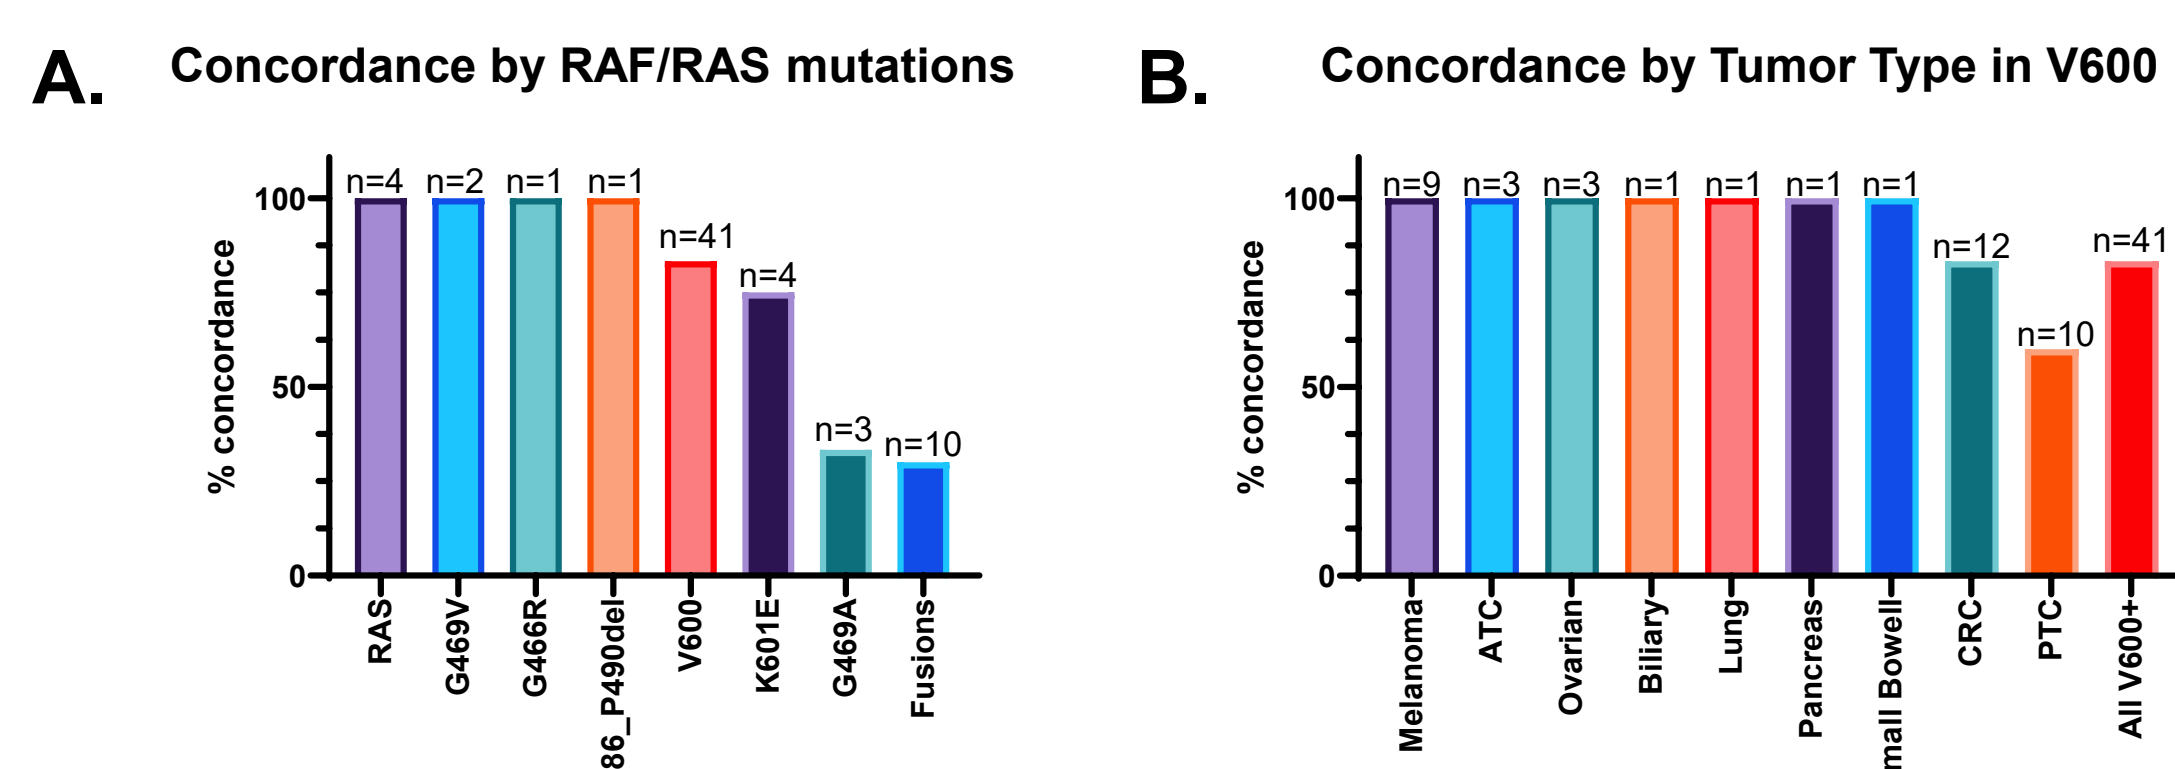 A.
Concordance by RAF/RAS mutations
% concordance
100
50
0
n=4
n=2
n=1
n=1
n=41
n=4
n=3
n=10
RAS
G469V
G466R
86_P490del
V600
K601E
G469A
Fusions
B.
Concordance by Tumor Type in V600
% concordance
100
50
0
n=9
n=3
n=3
n=1
n=1
n=1
n=1
n=12
n=10
n=41
Melanoma
ATC
Ovarian
Biliary
Lung
Pancreas
mall Bowell
CRC
PTC
All V600+